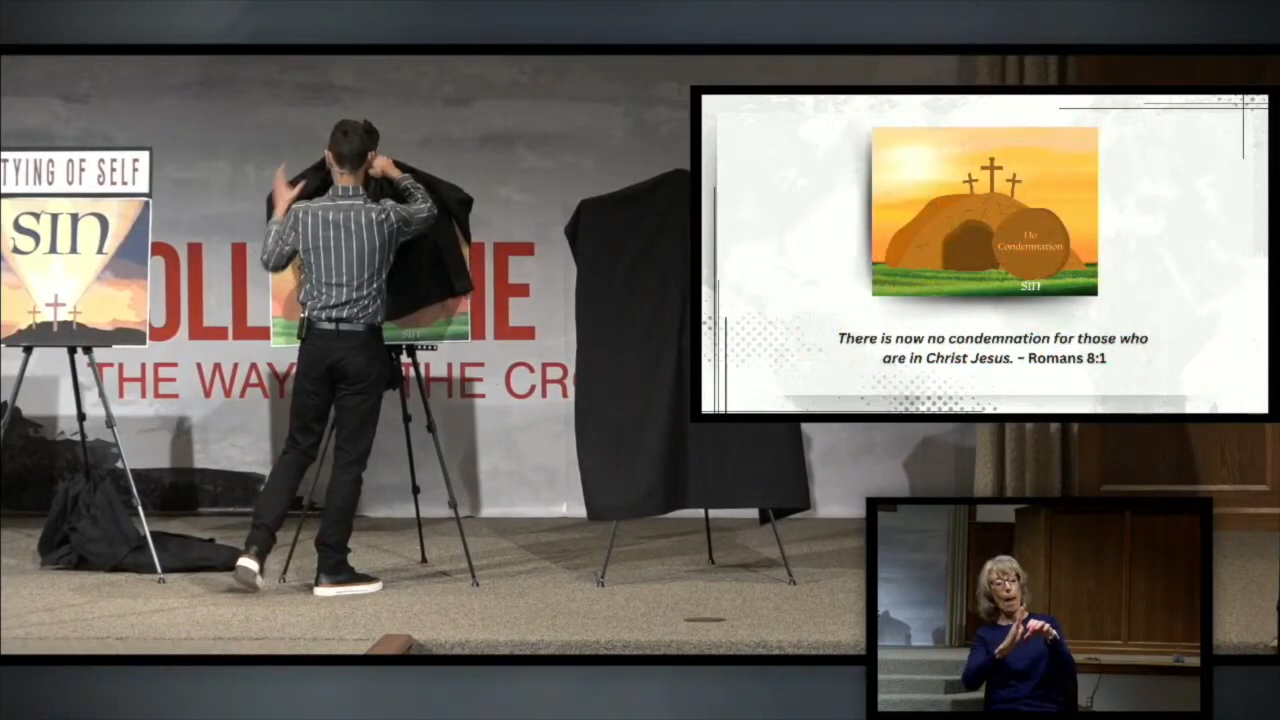 TYING OF SELF
SIN
OLL
HE
THE WAY
THE CR
No
Condemnation
SIN
There is now no condemnation for those who
are in Christ Jesus. ~ Romans 8:1